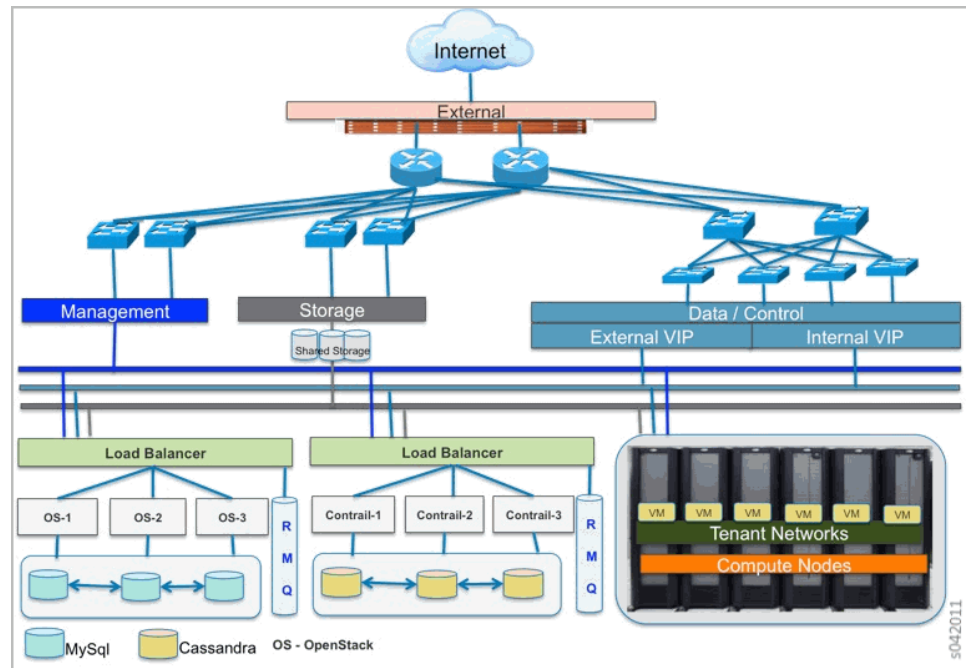 Internet
External
Management
Storage
Data / Control
External VIP
Internal VIP
Shared Storage
Load Balancer
Load Balancer
OS-1
OS-2
OS-3
R
M
Q
Contrail-1
Contrail-2
Contrail-3
R
M
Q
VM
VM
VM
VM
VM
VM
Tenant Networks
Compute Nodes
MySql
Cassandra
OS - OpenStack
s042011